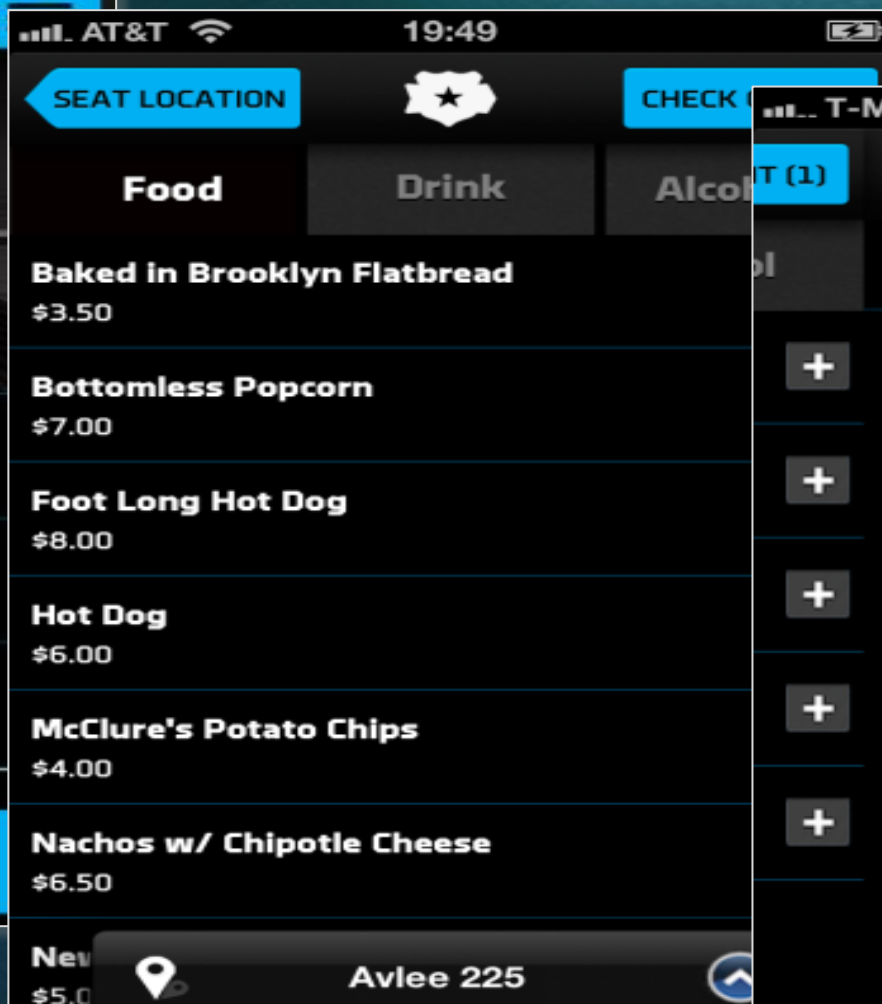 AT&T 19:49
SEAT LOCATION CHECK
Food Drink
Baked in Brooklyn Flatbread
$3.50
Bottomless Popcorn
$7.00
Foot Long Hot Dog
$8.00
Hot Dog
$6.00
McClure's Potato Chips
$4.00
Nachos w/ Chipotle Cheese
$6.50
Avlee 225
(1)